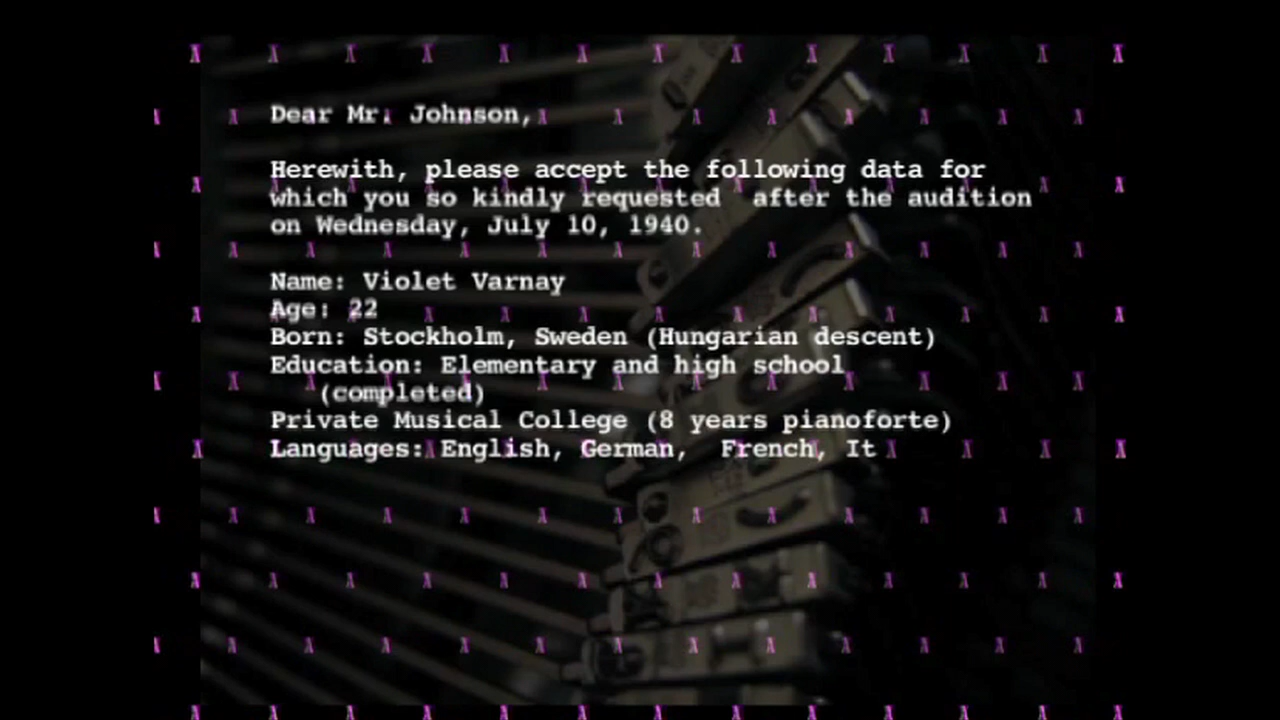 Dear Mr. Johnson,
Herewith, please accept the following data for
which you so kindly requested after the audition
on Wednesday, July 10, 1940.
Name: Violet Varnay
Age: 22
Born: Stockholm, Sweden (Hungarian descent)
Education: Elementary and high school
(completed)
Private Musical College (8 years pianoforte)
Languages: English, German, French, It